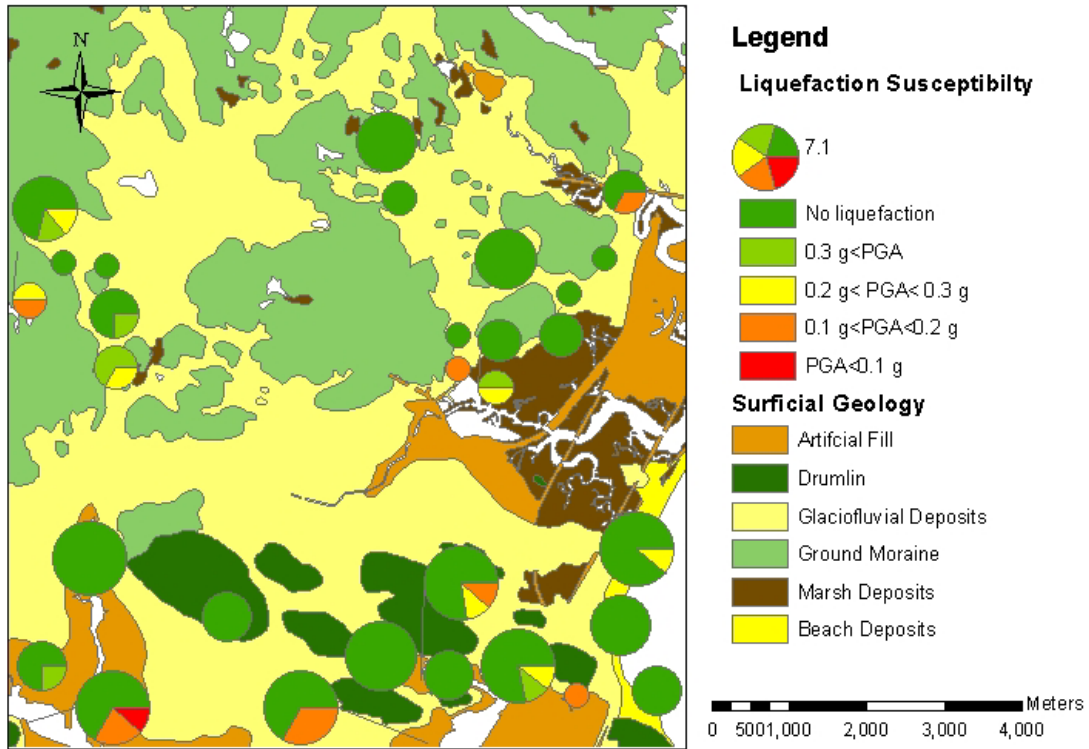 N
Legend
Liquefaction Susceptibilty
7.1
No liquefaction
0.3 g<PGA
0.2 g< PGA< 0.3 g
0.1 g<PGA<0.2 g
PGA<0.1 g
Surficial Geology
Artifcial Fill
Drumlin
Glaciofluvial Deposits
Ground Moraine
Marsh Deposits
Beach Deposits
Meters
0 500 1,000 2,000 3,000 4,000